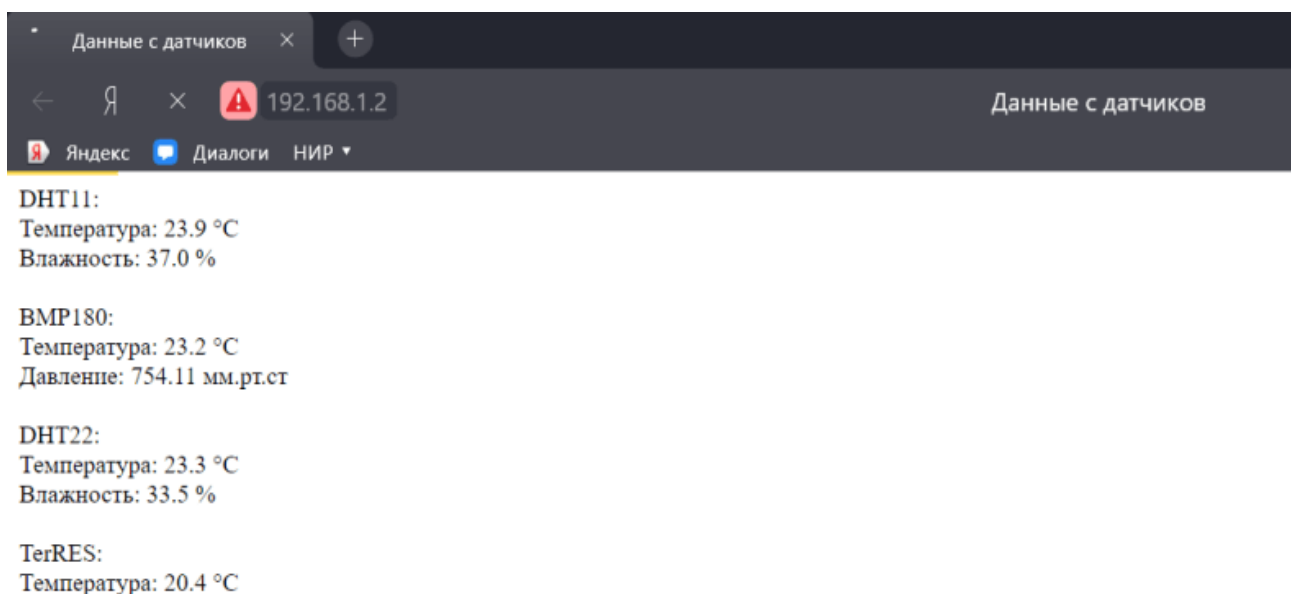 Данные с датчиков
Я 192.168.1.2 Данные с датчиков
Я Яндекс Диалоги НИР
DHT11:
Температура: 23.9 °C
Влажность: 37.0 %
BMP180:
Температура: 23.2 °C
Давление: 754.11 мм.рт.ст
DHT22:
Температура: 23.3 °C
Влажность: 33.5 %
TerRES:
Температура: 20.4 °C